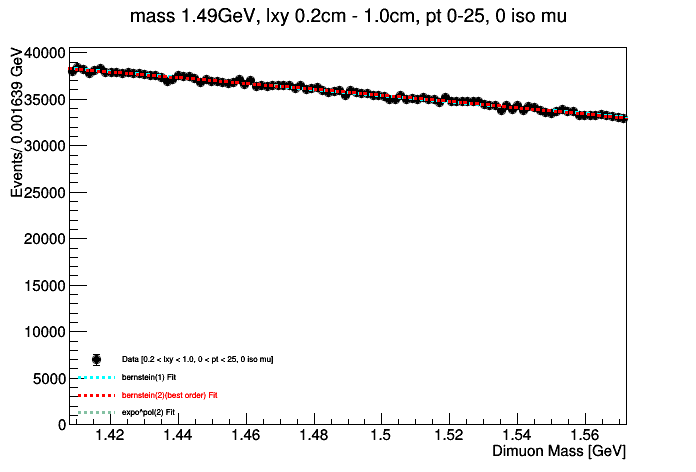 mass 1.49GeV, lxy 0.2cm - 1.0cm, pt 0-25, 0 iso mu
Events/ 0.001639 GeV
40000
35000
30000
25000
20000
15000
10000
5000
0
Data [0.2 < lxy < 1.0, 0 < pt < 25, 0 iso mu]
bernstein(1) Fit
bernstein(2)(best order) Fit
expo*pol(2) Fit
1.42 1.44 1.46 1.48 1.5 1.52 1.54 1.56
Dimuon Mass [GeV]